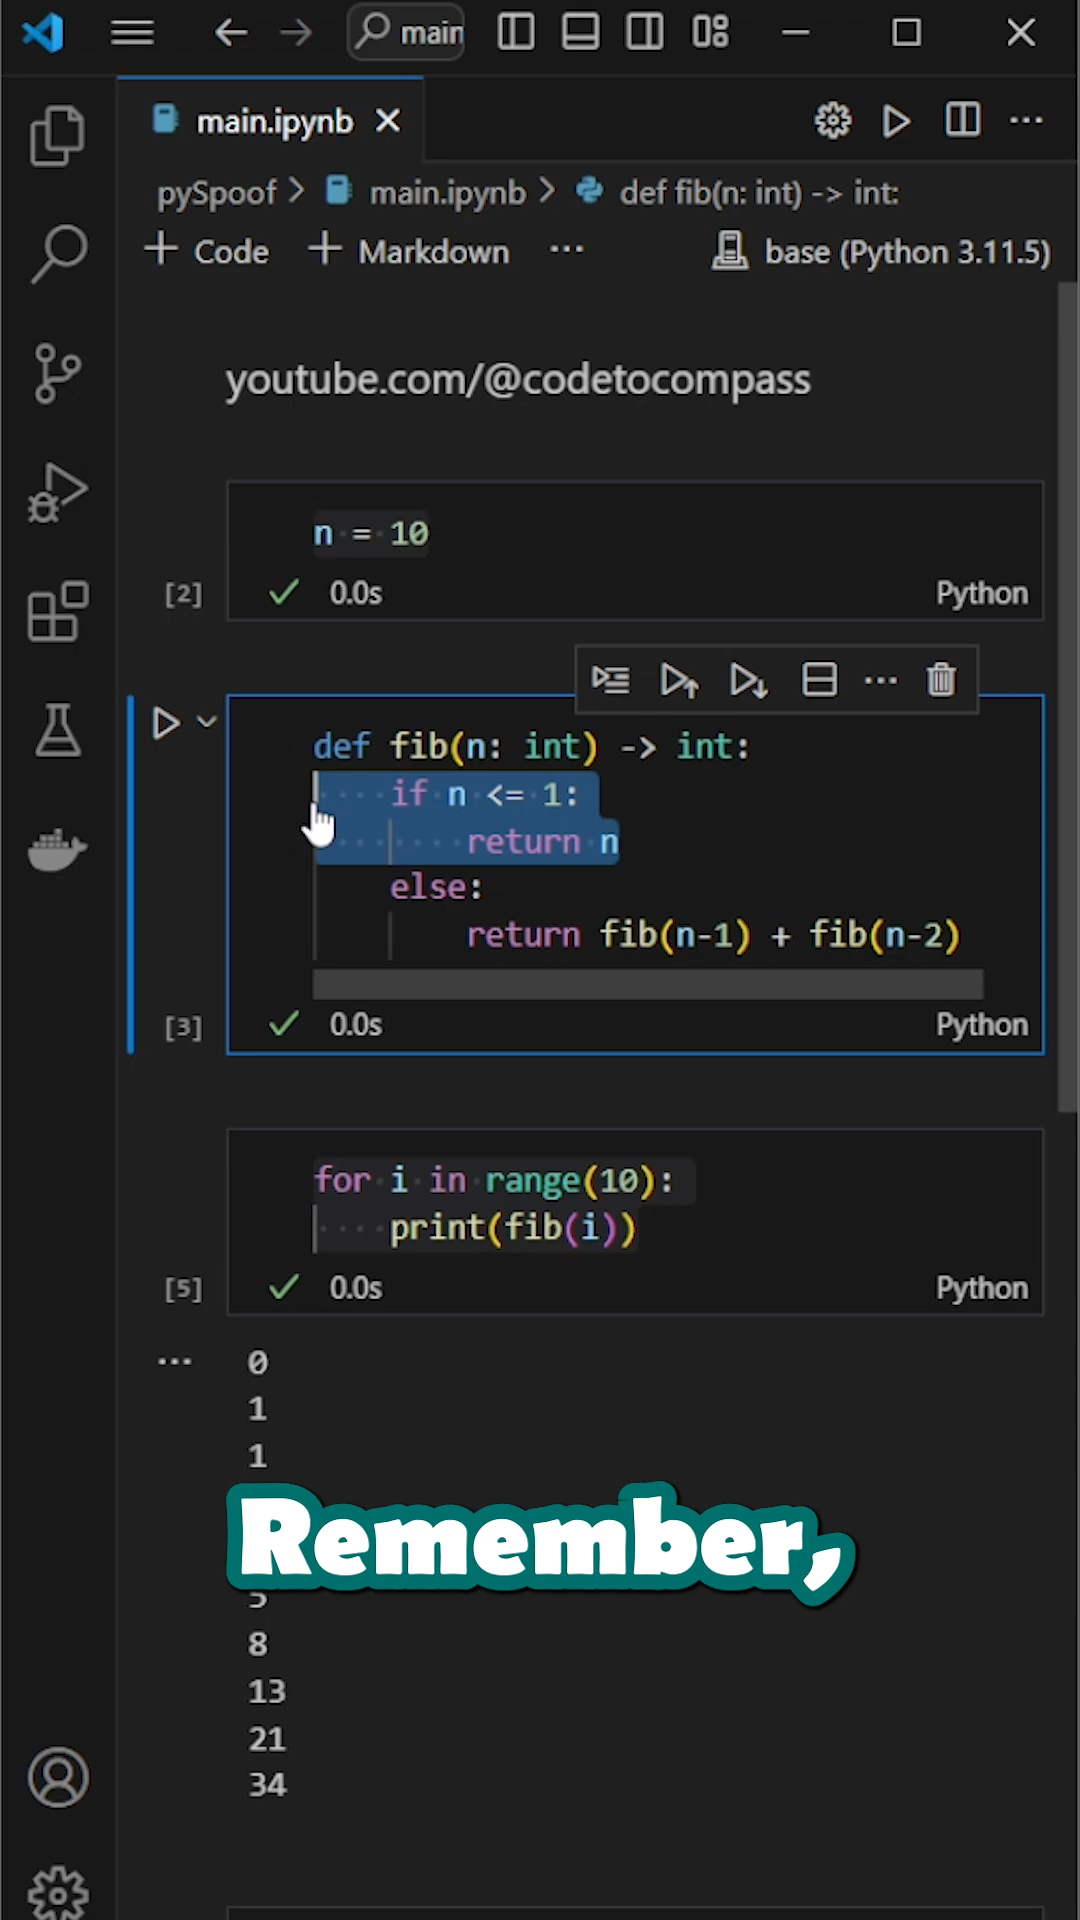 main
main.ipynb
pySpoof > main.ipynb > def fib(n: int) -> int:
+ Code + Markdown ... base (Python 3.11.5)
youtube.com/@codetocompass
n = 10
[2] 0.0s Python
def fib(n: int) -> int:
if n <= 1:
return n
else:
return fib(n-1) + fib(n-2)
[3] 0.0s Python
for i in range(10):
print(fib(i))
[5] 0.0s Python
... 0
1
1
Remember,
5
8
13
21
34